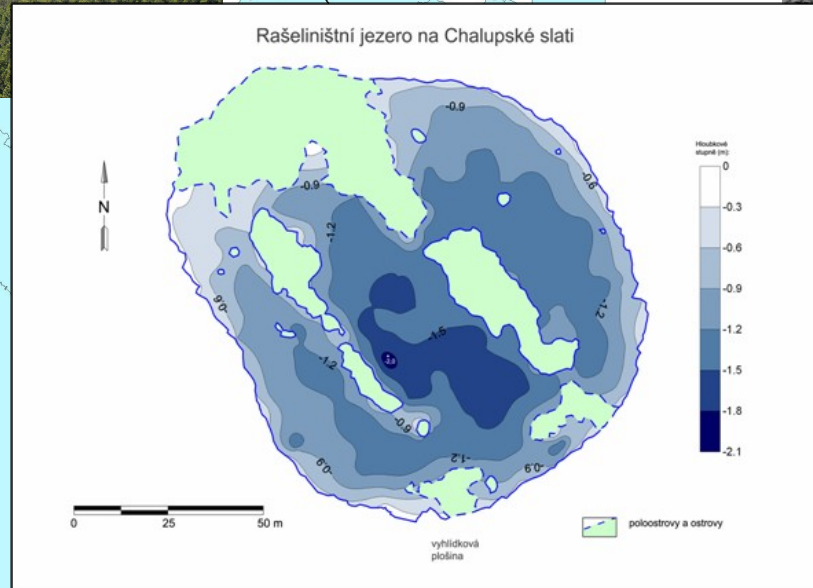 Rašeliništní jezero na Chalupské slati
N
Hloubkové
stupně (m):
0
-0.3
-0.6
-0.9
-1.2
-1.5
-1.8
-2.1
-0.9
-0.6
-0.9
-1.2
-0.6
-1.2
-1.5
-2.0
-1.2
-0.9
-0.9
-1.2
-0.9
0 25 50 m
poloostrovy a ostrovy
vyhlídková
plošina